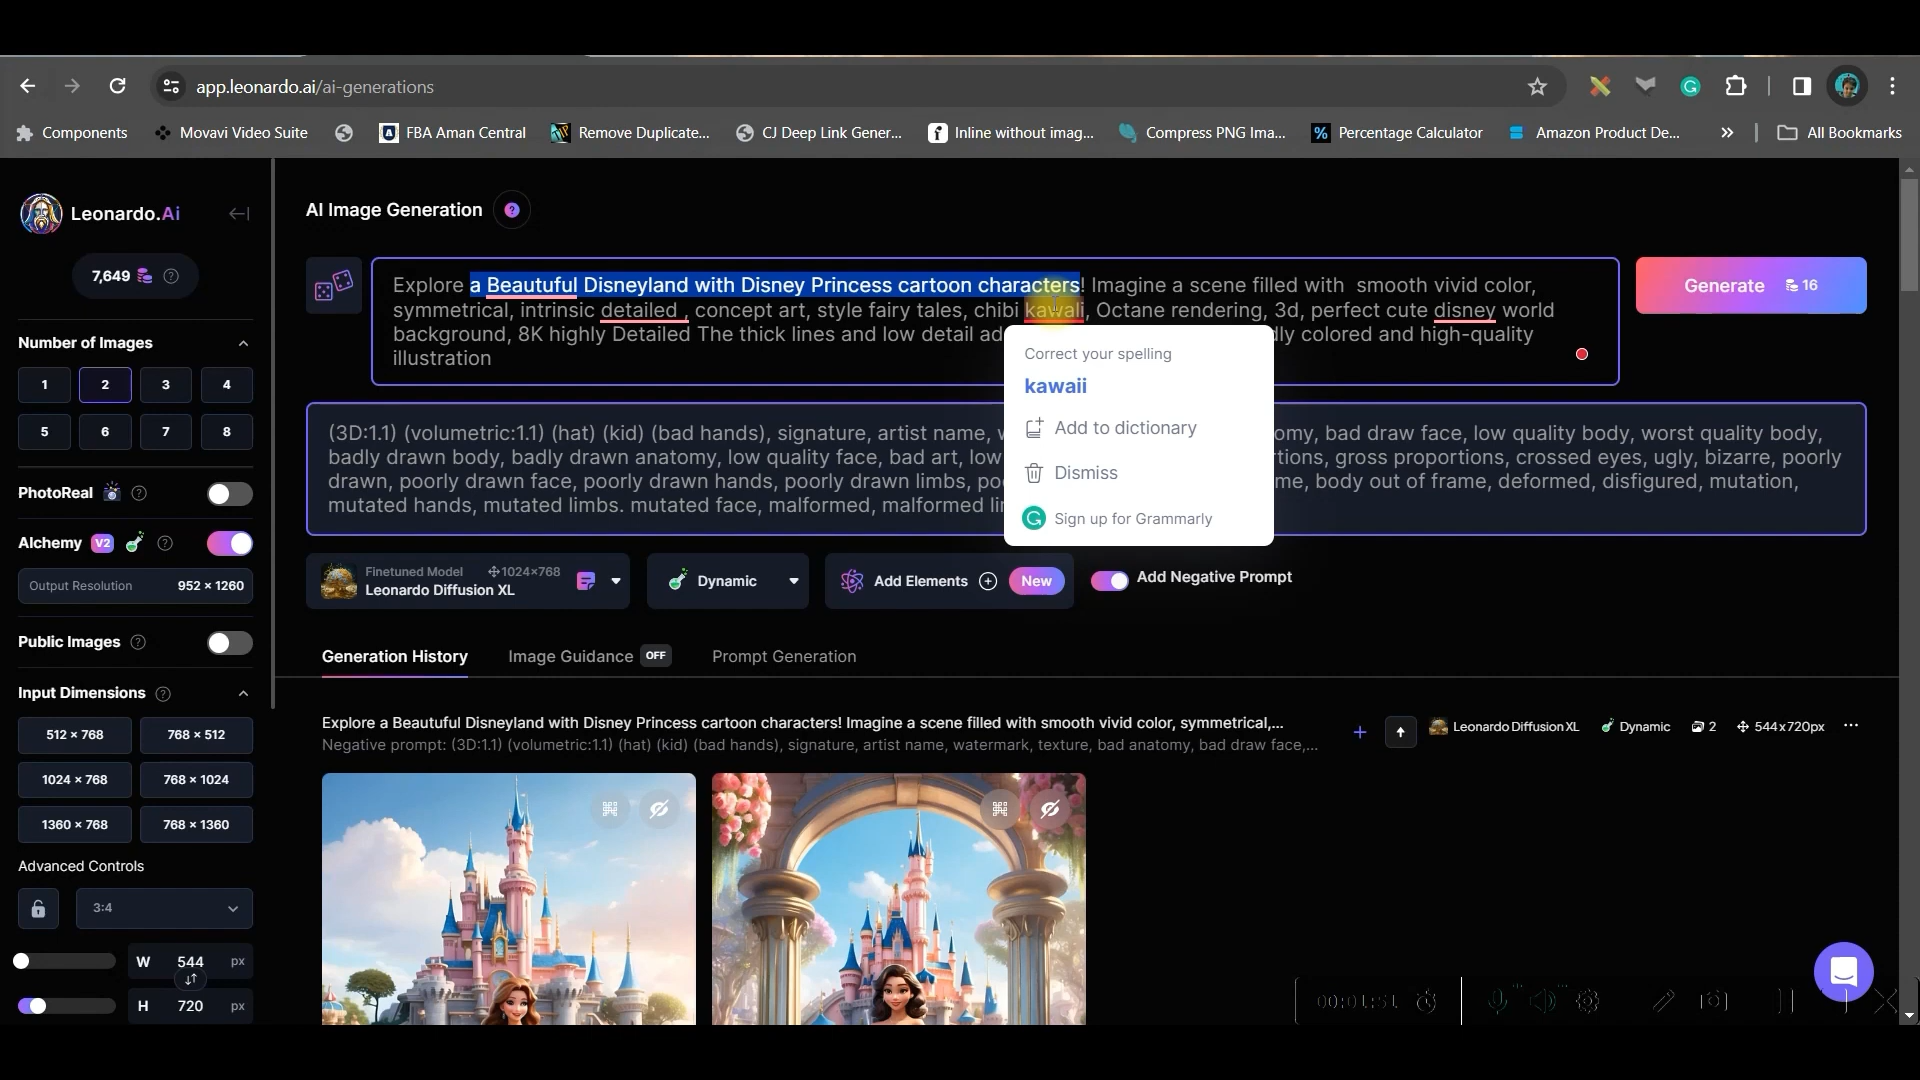 app.leonardo.ai/ai-generations
Components
Movavi Video Suite
FBA Aman Central
Remove Duplicate...
CJ Deep Link Gener...
Inline without imag...
Compress PNG Ima...
Percentage Calculator
Amazon Product De...
All Bookmarks
Leonardo.Ai
7,649
Number of Images
1 2 3 4
5 6 7 8
PhotoReal
Alchemy V2
Output Resolution 952 × 1260
Public Images
Input Dimensions
512 × 768 768 × 512
1024 × 768 768 × 1024
1360 × 768 768 × 1360
Advanced Controls
3:4
W 544 px
H 720 px
AI Image Generation
Explore a Beautuful Disneyland with Disney Princess cartoon characters! Imagine a scene filled with smooth vivid color,
symmetrical, intrinsic detailed , concept art, style fairy tales, chibi kawali, Octane rendering, 3d, perfect cute disney world
background, 8K highly Detailed The thick lines and low detail ad dly colored and high-quality
illustration
Generate 16
(3D:1.1) (volumetric:1.1) (hat) (kid) (bad hands), signature, artist name, omy, bad draw face, low quality body, worst quality body,
badly drawn body, badly drawn anatomy, low quality face, bad art, low rtions, gross proportions, crossed eyes, ugly, bizarre, poorly
drawn, poorly drawn face, poorly drawn hands, poorly drawn limbs, po me, body out of frame, deformed, disfigured, mutation,
mutated hands, mutated limbs. mutated face, malformed, malformed li
Correct your spelling
kawaii
Add to dictionary
Dismiss
Sign up for Grammarly
Finetuned Model 1024×768
Leonardo Diffusion XL
Dynamic
Add Elements New
Add Negative Prompt
Generation History
Image Guidance OFF
Prompt Generation
Explore a Beautuful Disneyland with Disney Princess cartoon characters! Imagine a scene filled with smooth vivid color, symmetrical,...
Negative prompt: (3D:1.1) (volumetric:1.1) (hat) (kid) (bad hands), signature, artist name, watermark, texture, bad anatomy, bad draw face,...
Leonardo Diffusion XL Dynamic 2 544x720px
00:01:51